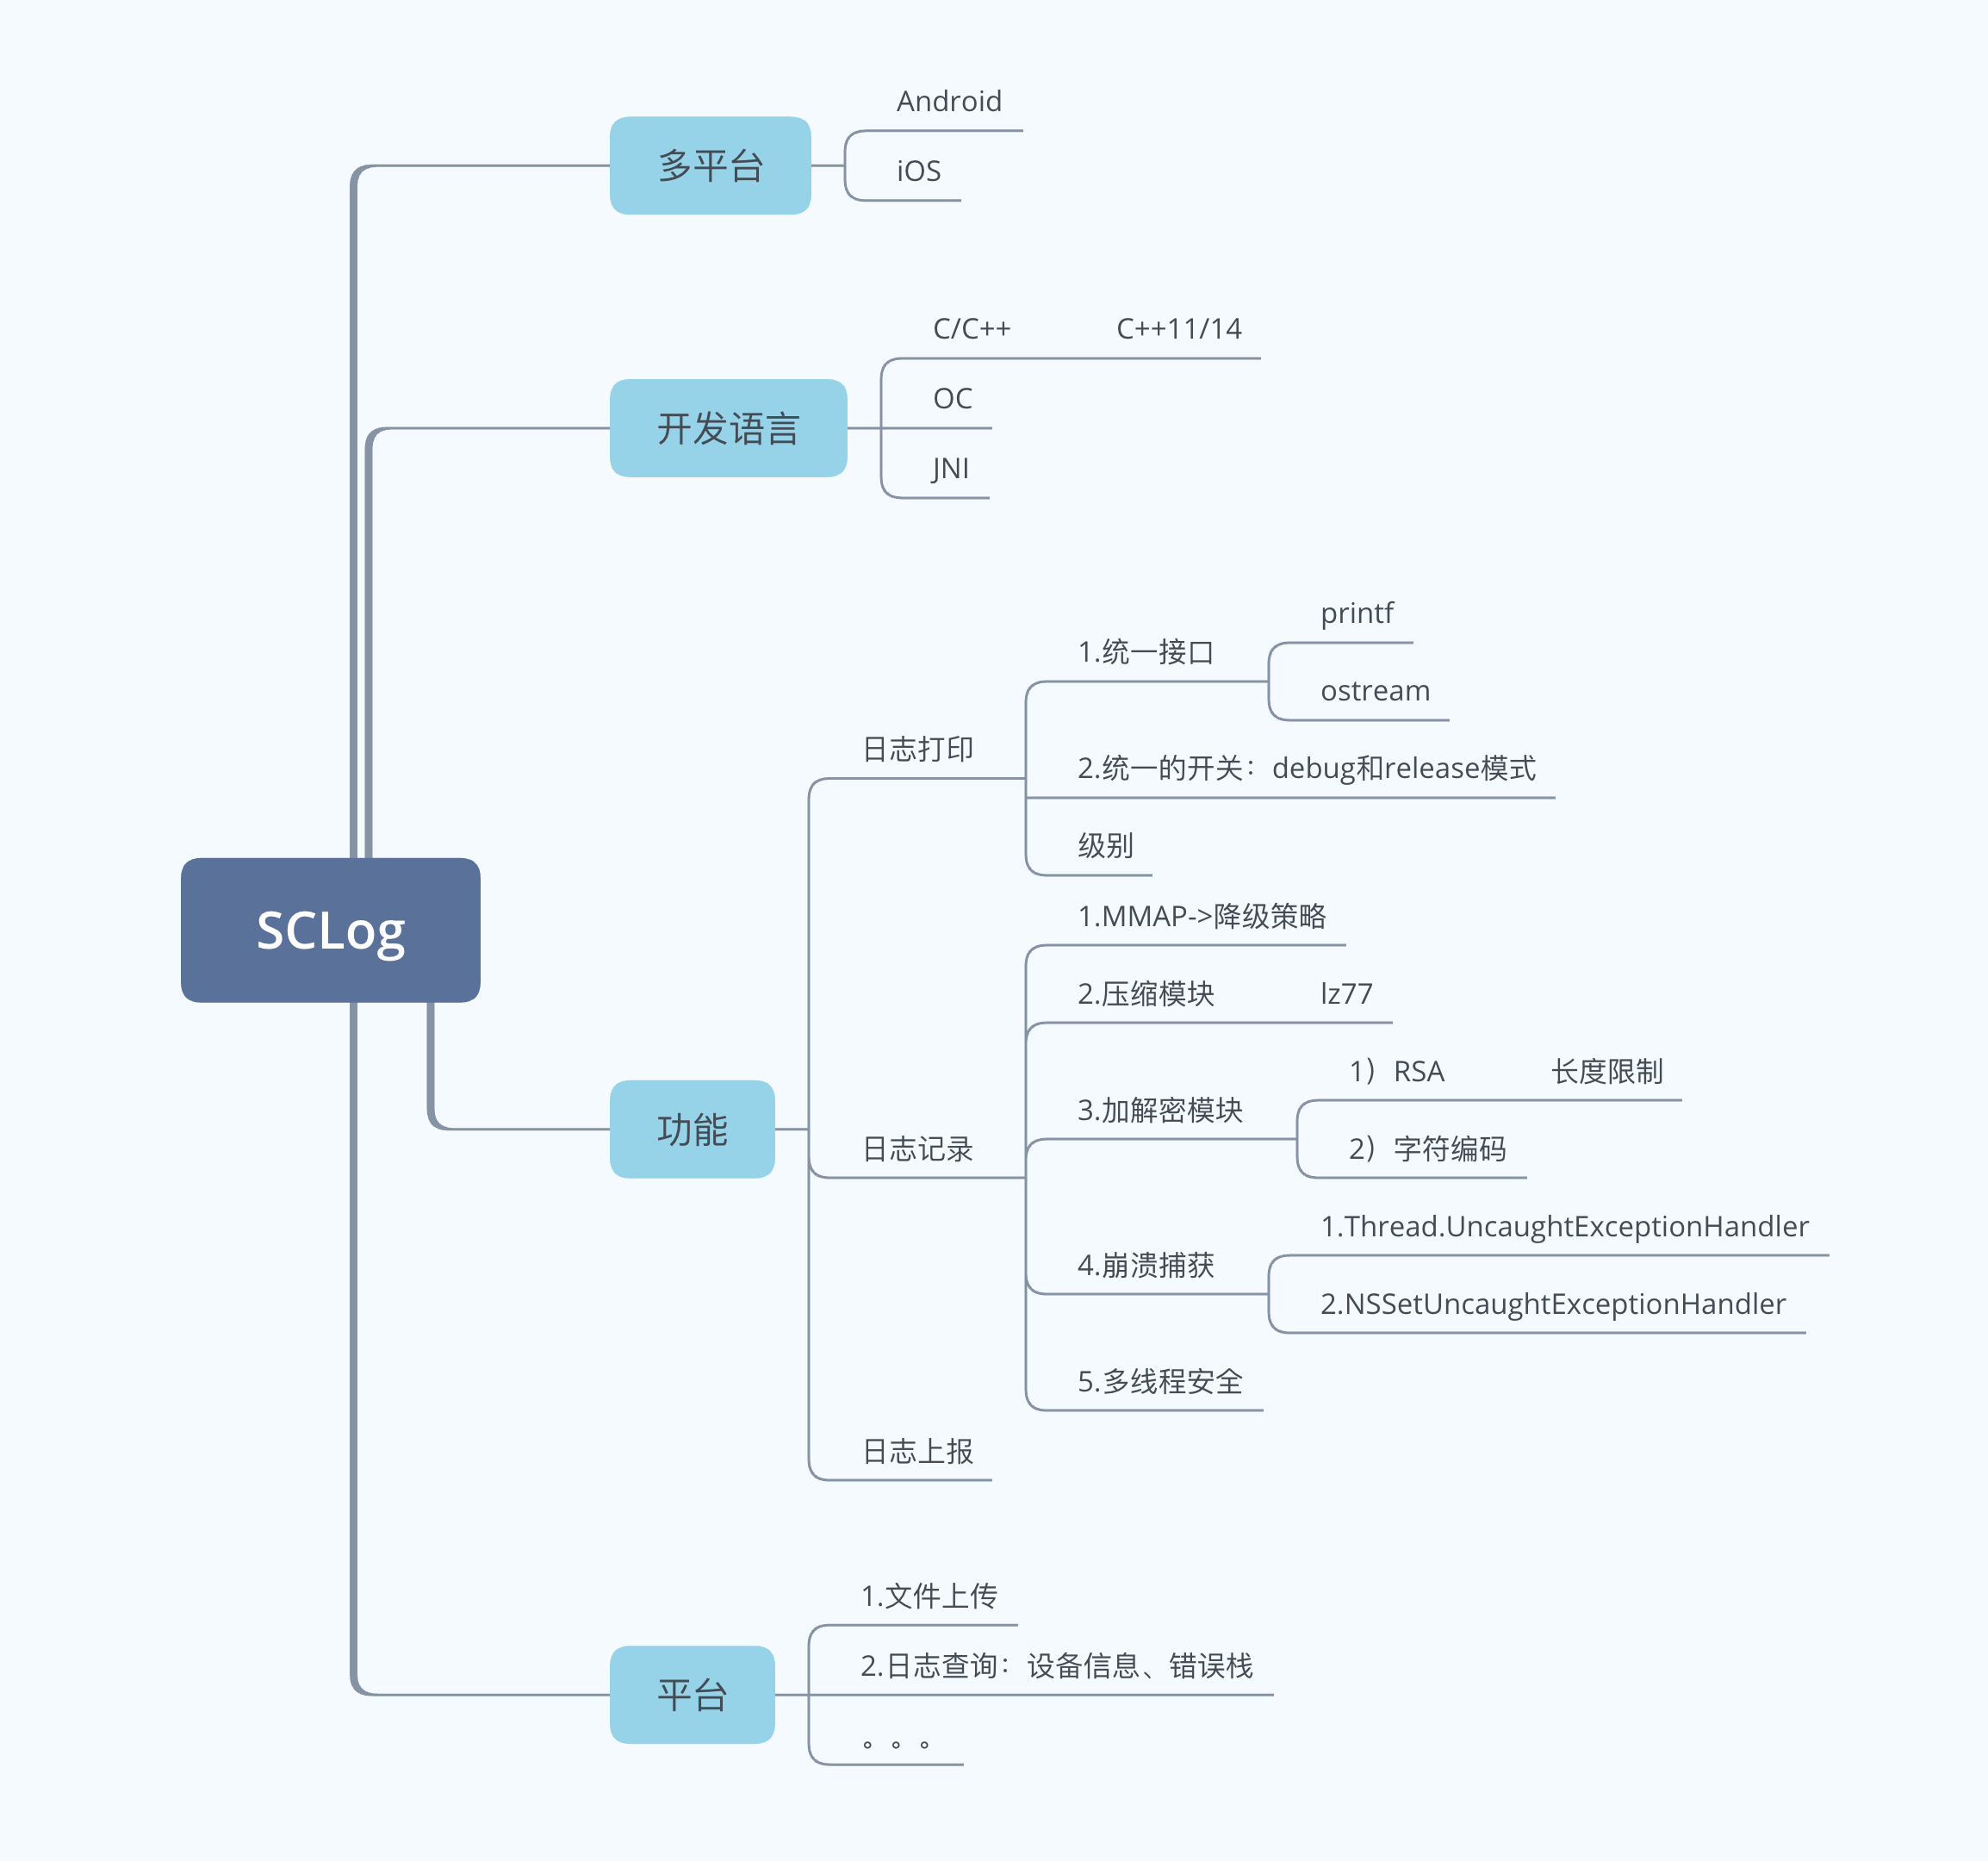 Android
多平台
iOS
C/C++ C++11/14
OC
开发语言
JNI
printf
1.统一接口
ostream
日志打印
2.统一的开关：debug和release模式
级别
SCLog
1.MMAP->降级策略
2.压缩模块 lz77
1）RSA 长度限制
3.加解密模块
功能
日志记录
2）字符编码
1.Thread.UncaughtExceptionHandler
4.崩溃捕获
2.NSSetUncaughtExceptionHandler
5.多线程安全
日志上报
1.文件上传
2.日志查询：设备信息、错误栈
平台
。。。